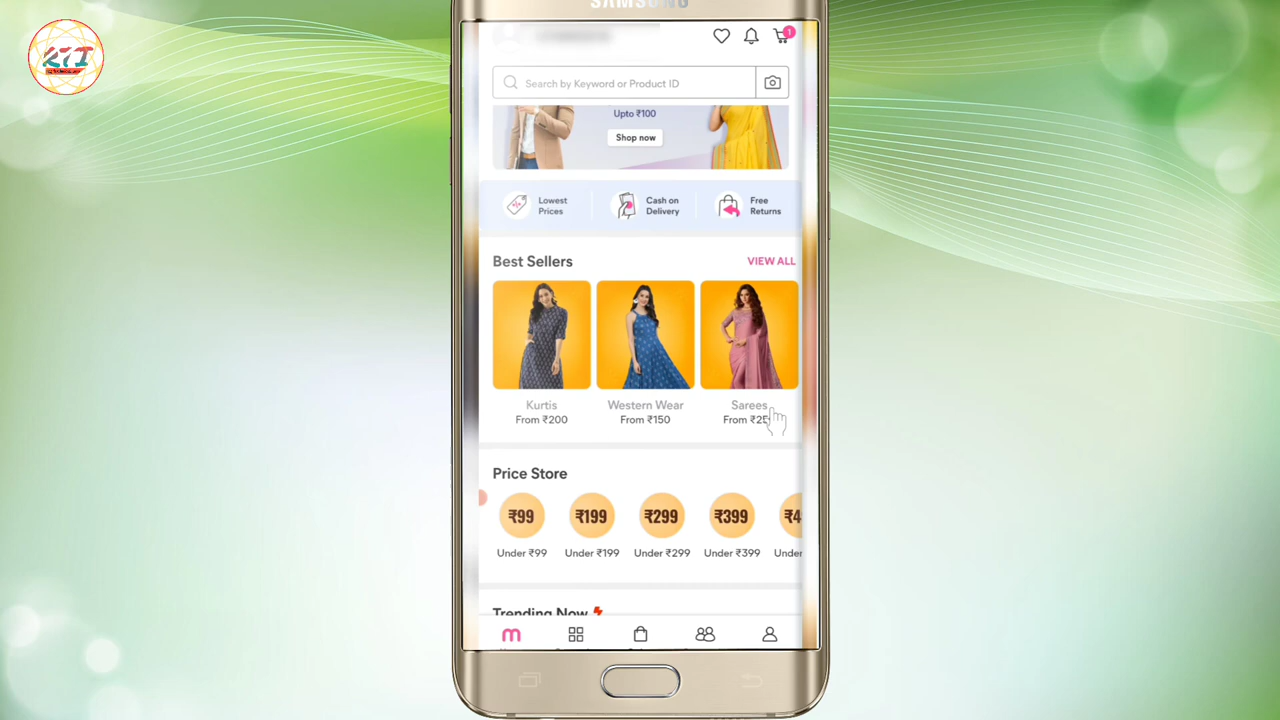 SAMSUNG
KTI
1
Search by Keyword or Product ID
Upto ₹100
Shop now
Lowest Prices
Cash on Delivery
Free Returns
Best Sellers
VIEW ALL
Kurtis
Western Wear
Sarees
From ₹200
From ₹150
From ₹25
Price Store
₹99
₹199
₹299
₹399
₹4
Under ₹99
Under ₹199
Under ₹299
Under ₹399
Under
Trending Now
m